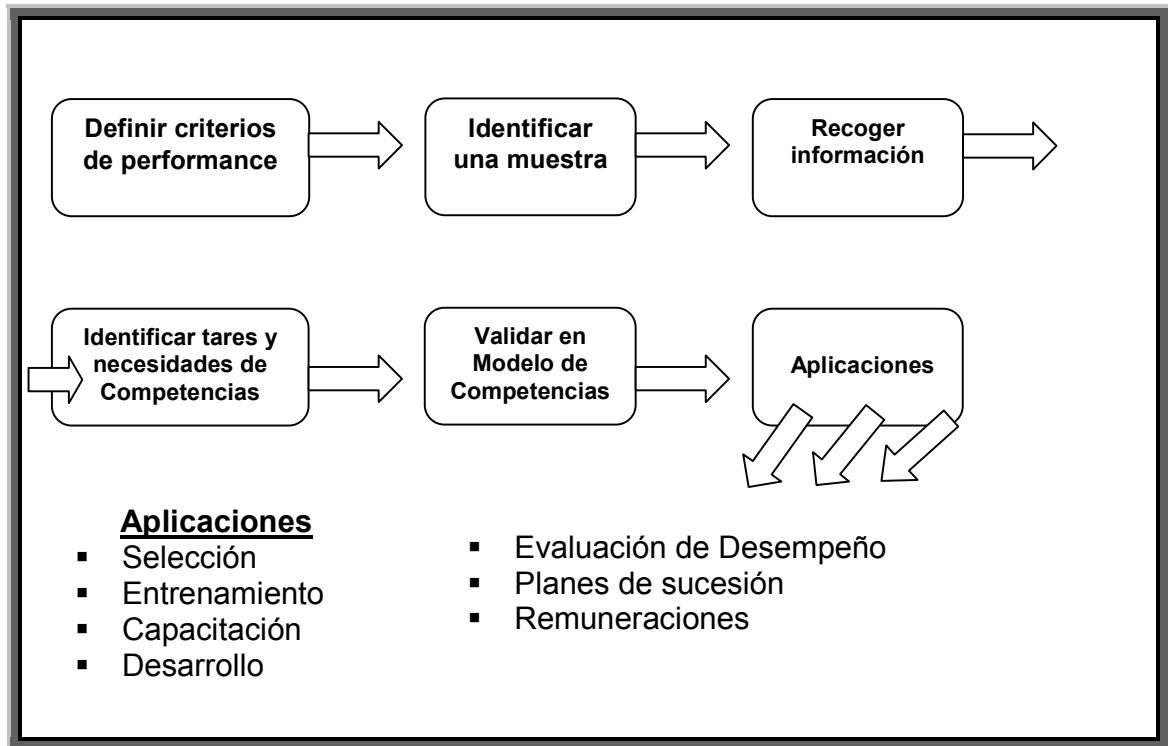 Definir criterios
de performance
Identificar
una muestra
Recoger
información
Identificar tares y
necesidades de
Competencias
Validar en
Modelo de
Competencias
Aplicaciones
Aplicaciones
▪ Selección
▪ Entrenamiento
▪ Capacitación
▪ Desarrollo
▪ Evaluación de Desempeño
▪ Planes de sucesión
▪ Remuneraciones